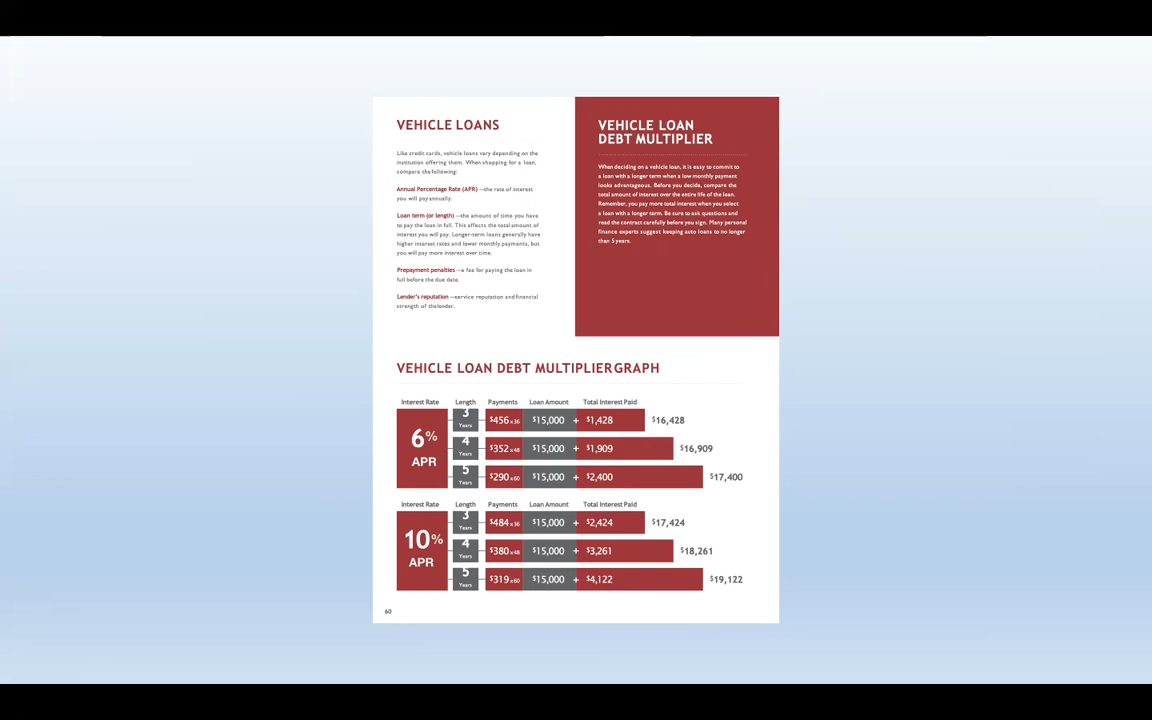 VEHICLE LOANS
Like credit cards, vehicle loans vary depending on the
institution offering them. When shopping for a loan,
compare the following:
Annual Percentage Rate (APR) —the rate of interest
you will pay annually.
Loan term (or length) —the amount of time you have
to pay the loan in full. This affects the total amount of
interest you will pay. Longer-term loans generally have
higher interest rates and lower monthly payments, but
you will pay more interest over time.
Prepayment penalties —a fee for paying the loan in
full before the due date.
Lender's reputation —service reputation and financial
strength of the lender.
VEHICLE LOAN
DEBT MULTIPLIER
When deciding on a vehicle loan, it is easy to commit to
a loan with a longer term when a low monthly payment
looks advantageous. Before you decide, compare the
total amount of interest over the entire life of the loan.
Remember, you pay more total interest when you select
a loan with a longer term. Be sure to ask questions and
read the contract carefully before you sign. Many personal
finance experts suggest keeping auto loans to no longer
than 5 years.
VEHICLE LOAN DEBT MULTIPLIER GRAPH
Interest Rate Length Payments Loan Amount Total Interest Paid
6% APR
3 Years $456 x 36 $15,000 + $1,428 $16,428
4 Years $352 x 48 $15,000 + $1,909 $16,909
5 Years $290 x 60 $15,000 + $2,400 $17,400
Interest Rate Length Payments Loan Amount Total Interest Paid
10% APR
3 Years $484 x 36 $15,000 + $2,424 $17,424
4 Years $380 x 48 $15,000 + $3,261 $18,261
5 Years $319 x 60 $15,000 + $4,122 $19,122
60